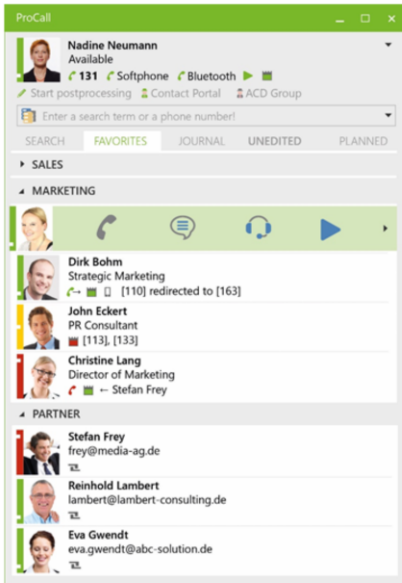 ProCall
Nadine Neumann
Available
131 Softphone Bluetooth
Start postprocessing Contact Portal ACD Group
Enter a search term or a phone number!
SEARCH FAVORITES JOURNAL UNEDITED PLANNED
SALES
MARKETING
Dirk Bohm
Strategic Marketing
[110] redirected to [163]
John Eckert
PR Consultant
[113], [133]
Christine Lang
Director of Marketing
← Stefan Frey
PARTNER
Stefan Frey
frey@media-ag.de
Reinhold Lambert
lambert@lambert-consulting.de
Eva Gwendt
eva.gwendt@abc-solution.de